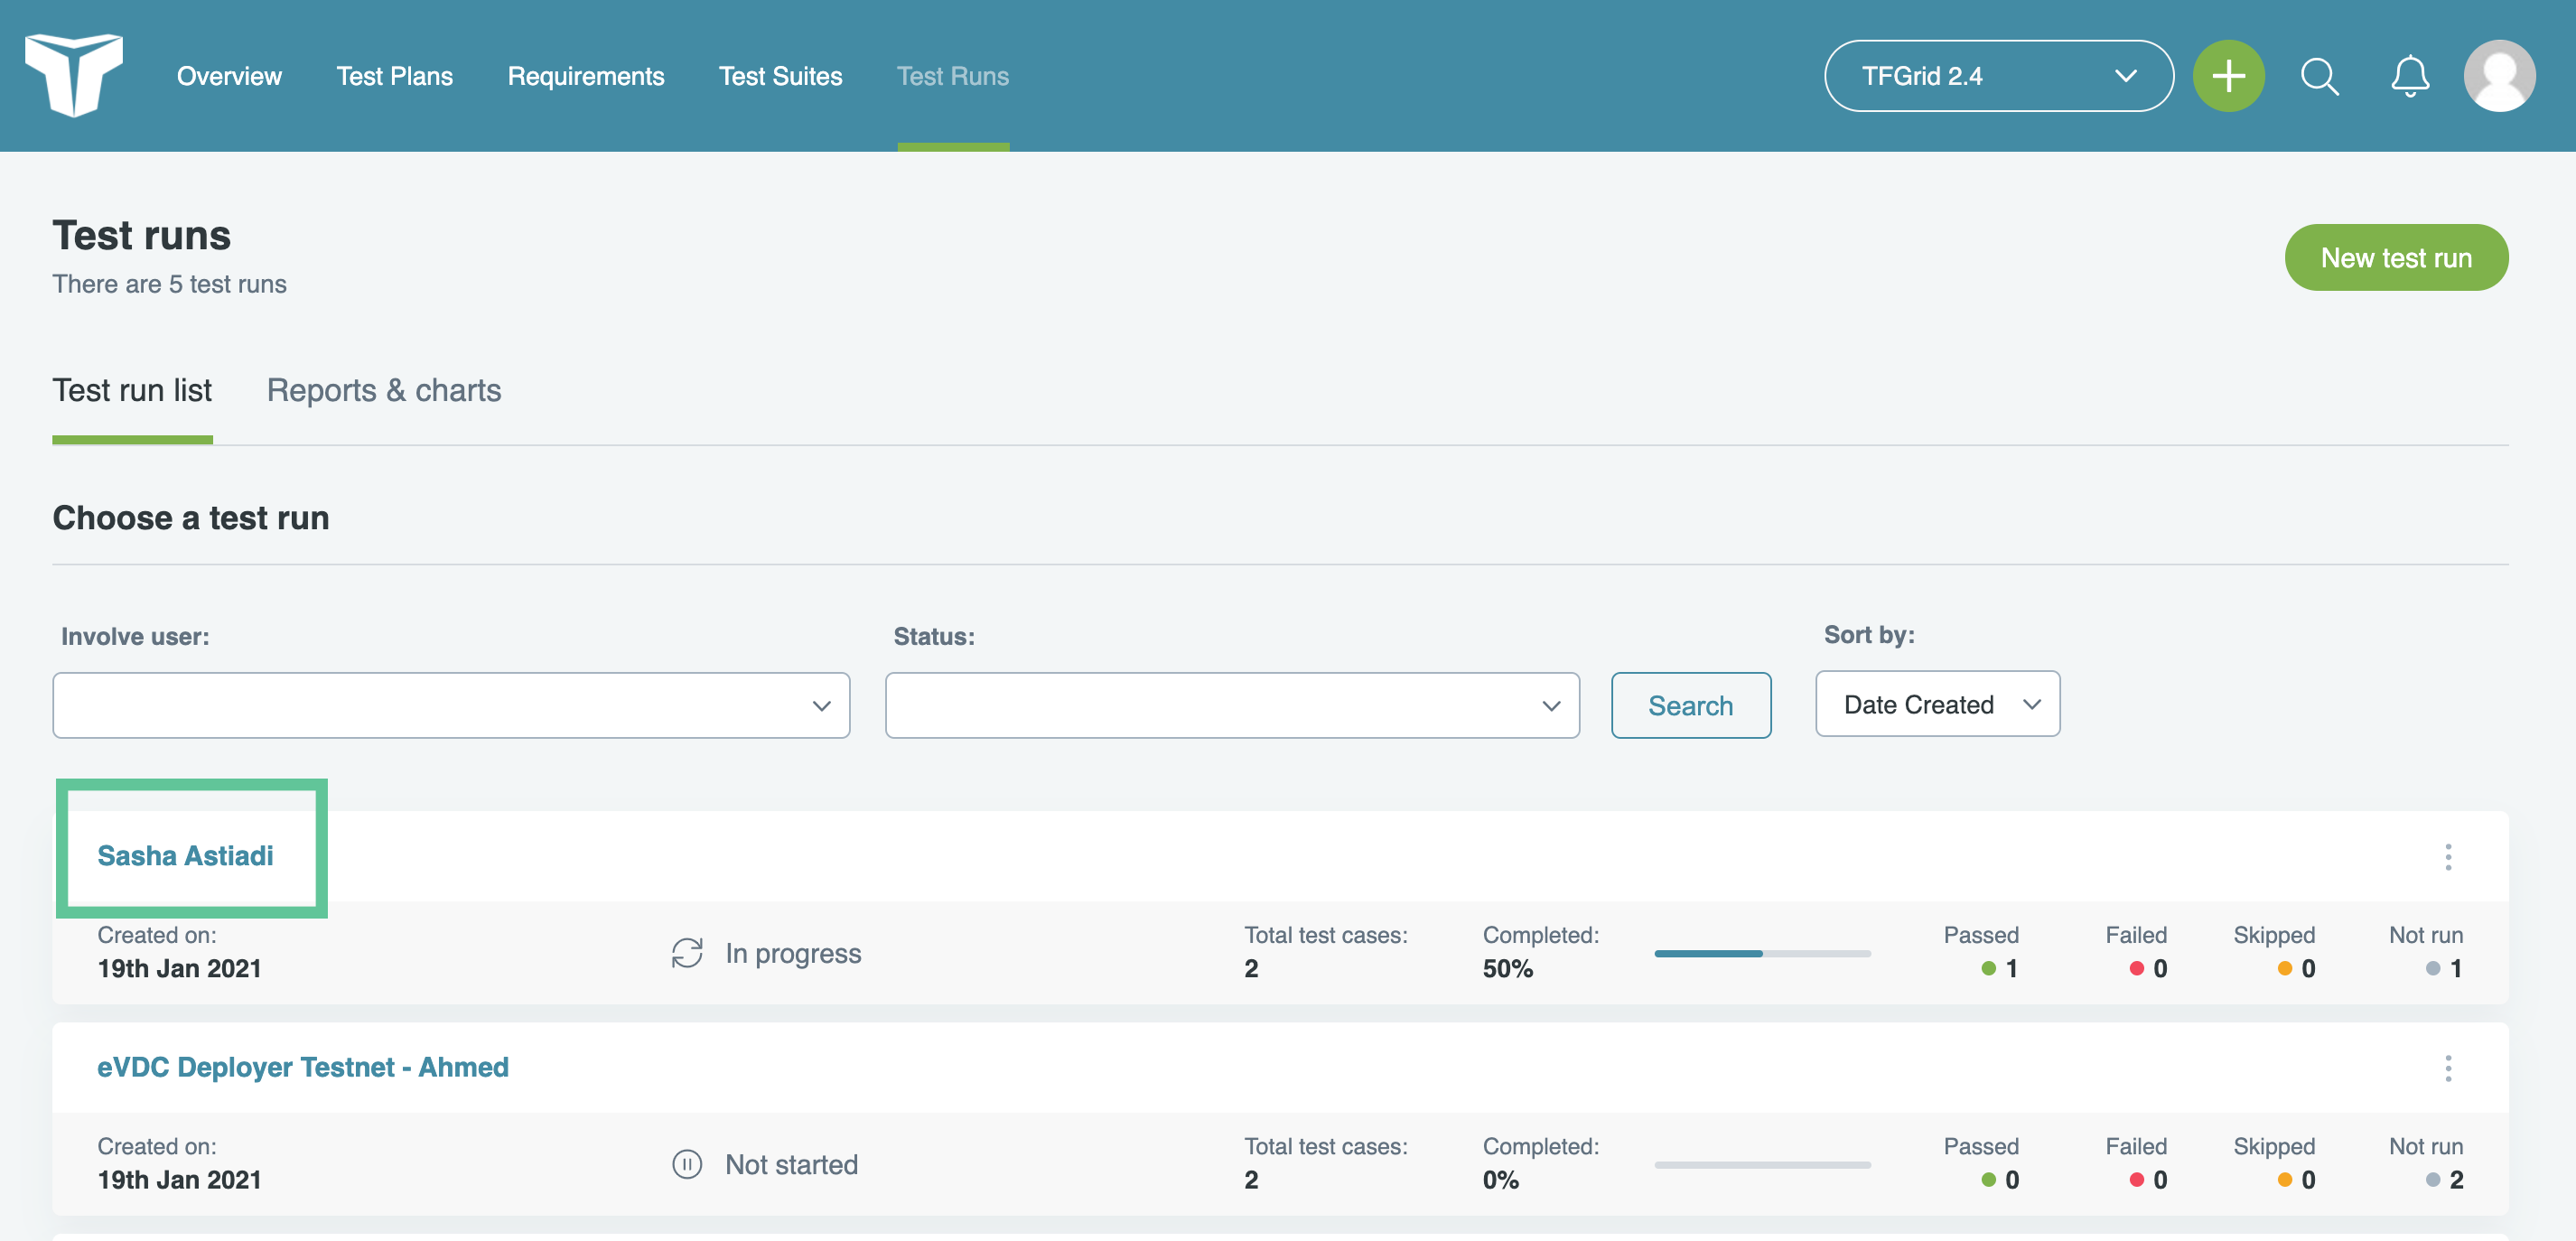 Overview Test Plans Requirements Test Suites Test Runs TFGrid 2.4
Test runs
There are 5 test runs
New test run
Test run list Reports & charts
Choose a test run
Involve user: Status: Sort by:
Search Date Created
Sasha Astiadi
Created on: In progress Total test cases: Completed: Passed Failed Skipped Not run
19th Jan 2021 2 50% 1 0 0 1
eVDC Deployer Testnet - Ahmed
Created on: Not started Total test cases: Completed: Passed Failed Skipped Not run
19th Jan 2021 2 0% 0 0 0 2